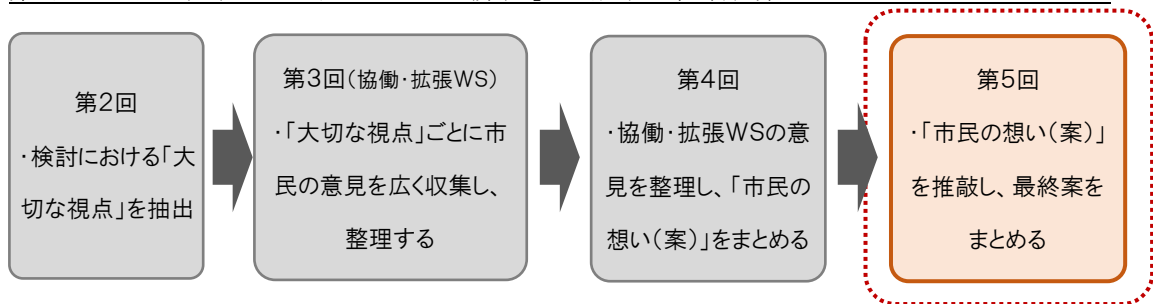 第2回
・検討における「大
切な視点」を抽出
第3回(協働・拡張WS)
・「大切な視点」ごとに市
民の意見を広く収集し、
整理する
第4回
・協働・拡張WSの意
見を整理し、「市民の
想い(案)」をまとめる
第5回
・「市民の想い(案)」
を推敲し、最終案を
まとめる